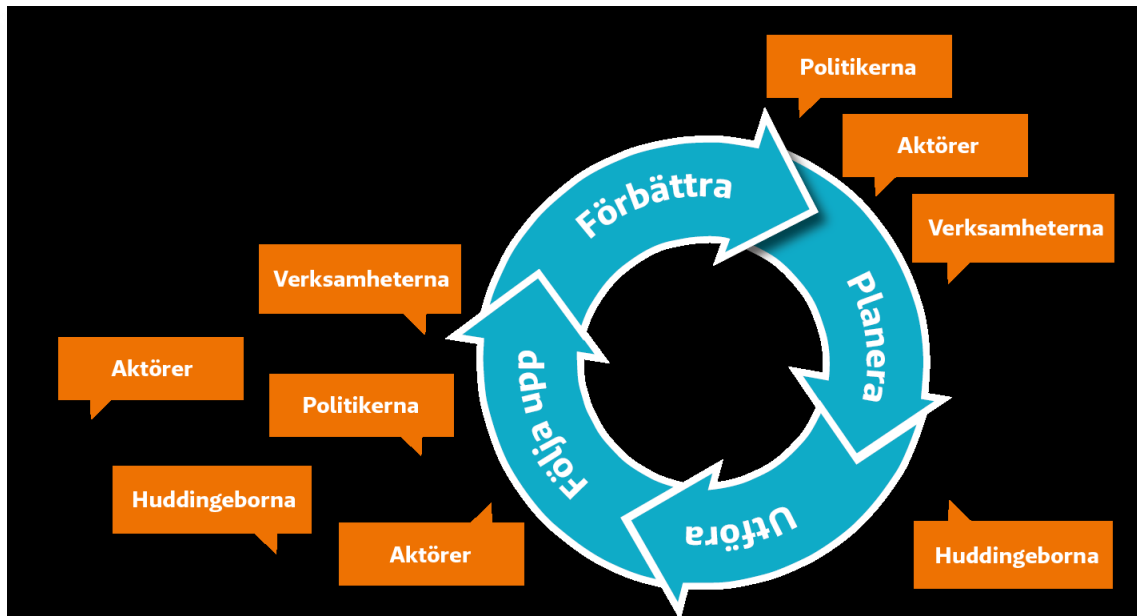 Politikerna
Aktörer
Verksamheterna
Förbättra
Planera
Verksamheterna
Aktörer
Politikerna
Följa upp
Huddingeborna
Aktörer
Utföra
Huddingeborna